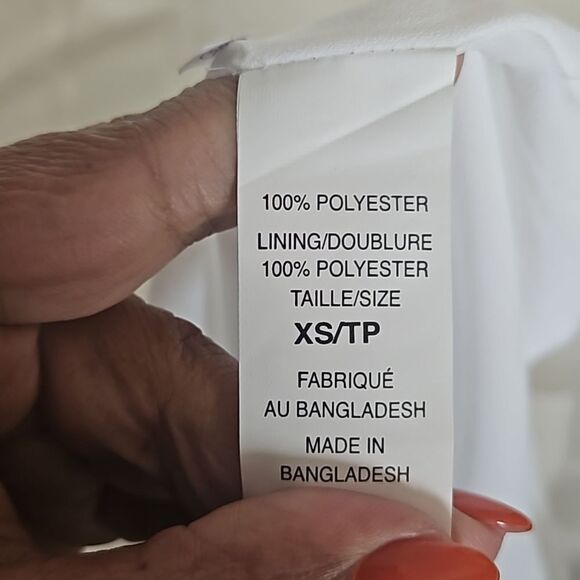 100% POLYESTER
LINING/DOUBLURE
100% POLYESTER
TAILLE/SIZE
XS/TP
FABRIQUÉ
AU BANGLADESH
MADE IN
BANGLADESH